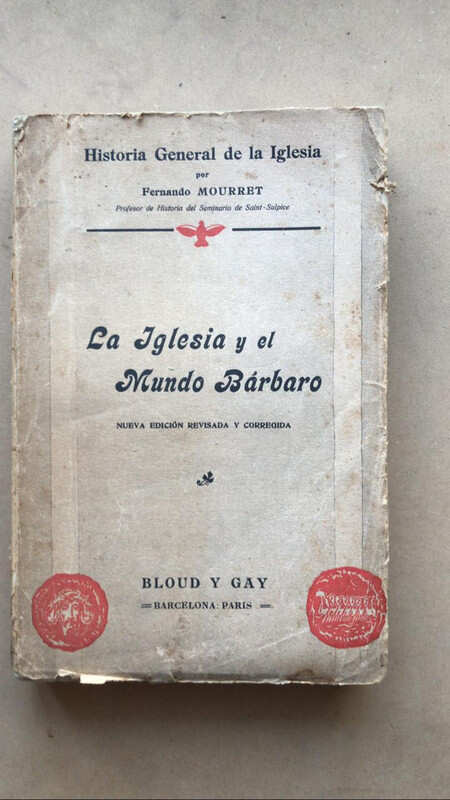 Historia General de la Iglesia
por
Fernando MOURRET
Profesor de Historia del Seminario de Saint-Sulpice
La Iglesia y el
Mundo Bárbaro
NUEVA EDICIÓN REVISADA Y CORREGIDA
BLOUD Y GAY
BARCELONA: PARIS